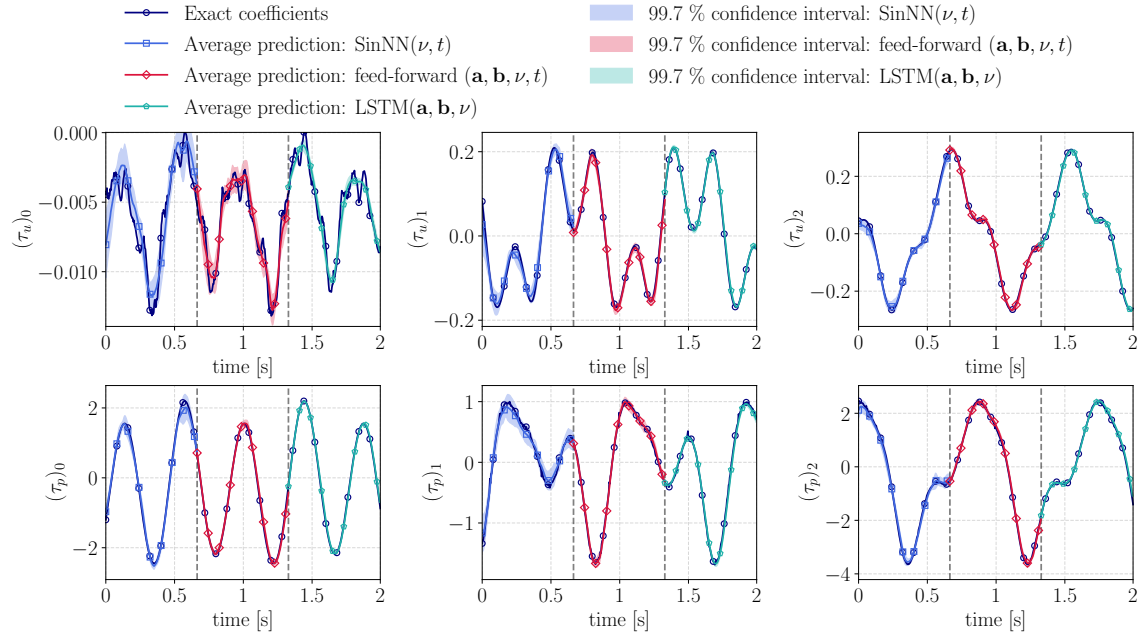 Exact coefficients
Average prediction: SinNN(ν, t)
Average prediction: feed-forward (a, b, ν, t)
Average prediction: LSTM(a, b, ν)
99.7 % confidence interval: SinNN(ν, t)
99.7 % confidence interval: feed-forward (a, b, ν, t)
99.7 % confidence interval: LSTM(a, b, ν)
0.000
−0.005
−0.010
(τu)0
0 0.5 1 1.5 2
time [s]
0.2
0.0
−0.2
(τu)1
0 0.5 1 1.5 2
time [s]
0.2
0.0
−0.2
(τu)2
0 0.5 1 1.5 2
time [s]
2
0
−2
(τp)0
0 0.5 1 1.5 2
time [s]
1
0
−1
(τp)1
0 0.5 1 1.5 2
time [s]
2
0
−2
−4
(τp)2
0 0.5 1 1.5 2
time [s]